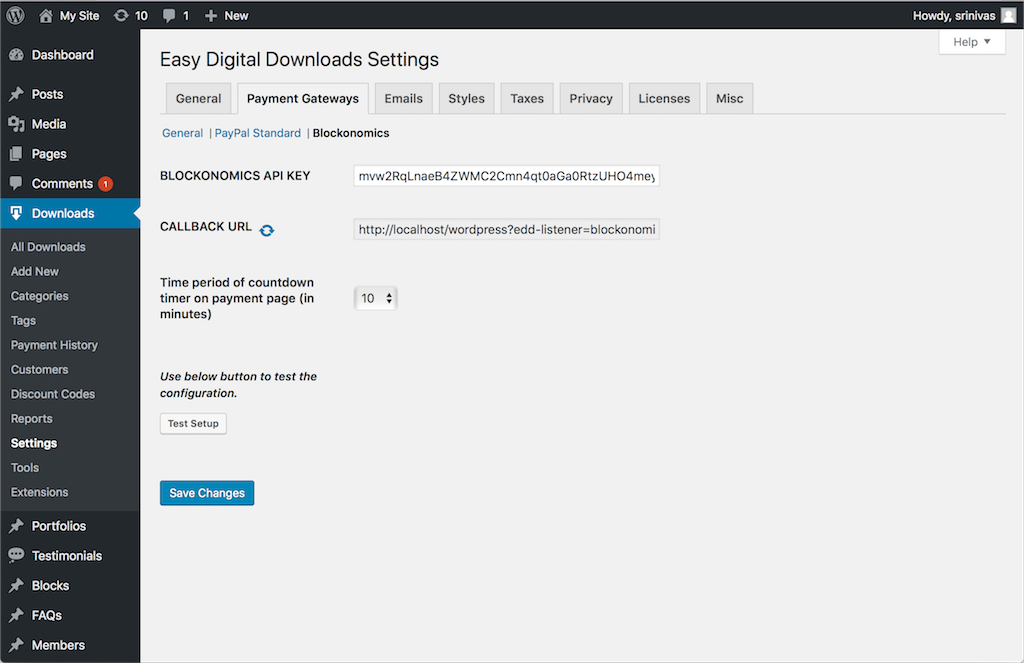 My Site 10 1 + New Howdy, srinivas
Help ▼
Dashboard
Posts
Media
Pages
Comments 1
Downloads
All Downloads
Add New
Categories
Tags
Payment History
Customers
Discount Codes
Reports
Settings
Tools
Extensions
Portfolios
Testimonials
Blocks
FAQs
Members
Easy Digital Downloads Settings
General Payment Gateways Emails Styles Taxes Privacy Licenses Misc
General | PayPal Standard | Blockonomics
BLOCKONOMICS API KEY mvw2RqLnaeB4ZWMC2Cmn4qt0aGa0RtzUHO4mey
CALLBACK URL http://localhost/wordpress?edd-listener=blockonomi
Time period of countdown
timer on payment page (in
minutes)
10
Use below button to test the
configuration.
Test Setup
Save Changes